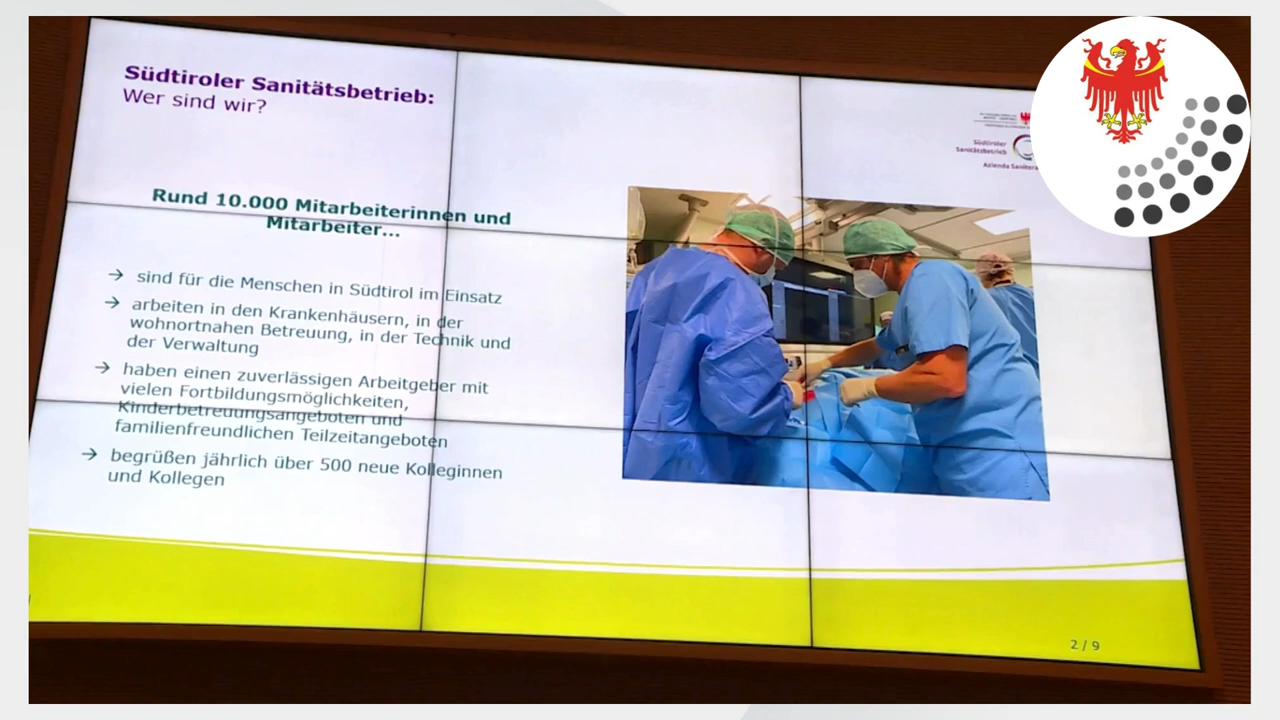 Südtiroler Sanitätsbetrieb:
Wer sind wir?
Südtiroler
Sanitätsbetrieb
Azienda Sanitaria
Rund 10.000 Mitarbeiterinnen und
Mitarbeiter...
→ sind für die Menschen in Südtirol im Einsatz
→ arbeiten in den Krankenhäusern, in der
wohnortnahen Betreuung, in der Technik und
der Verwaltung
→ haben einen zuverlässigen Arbeitgeber mit
vielen Fortbildungsmöglichkeiten,
Kinderbetreuungsangeboten und
familienfreundlichen Teilzeitangeboten
→ begrüßen jährlich über 500 neue Kolleginnen
und Kollegen
2 / 9